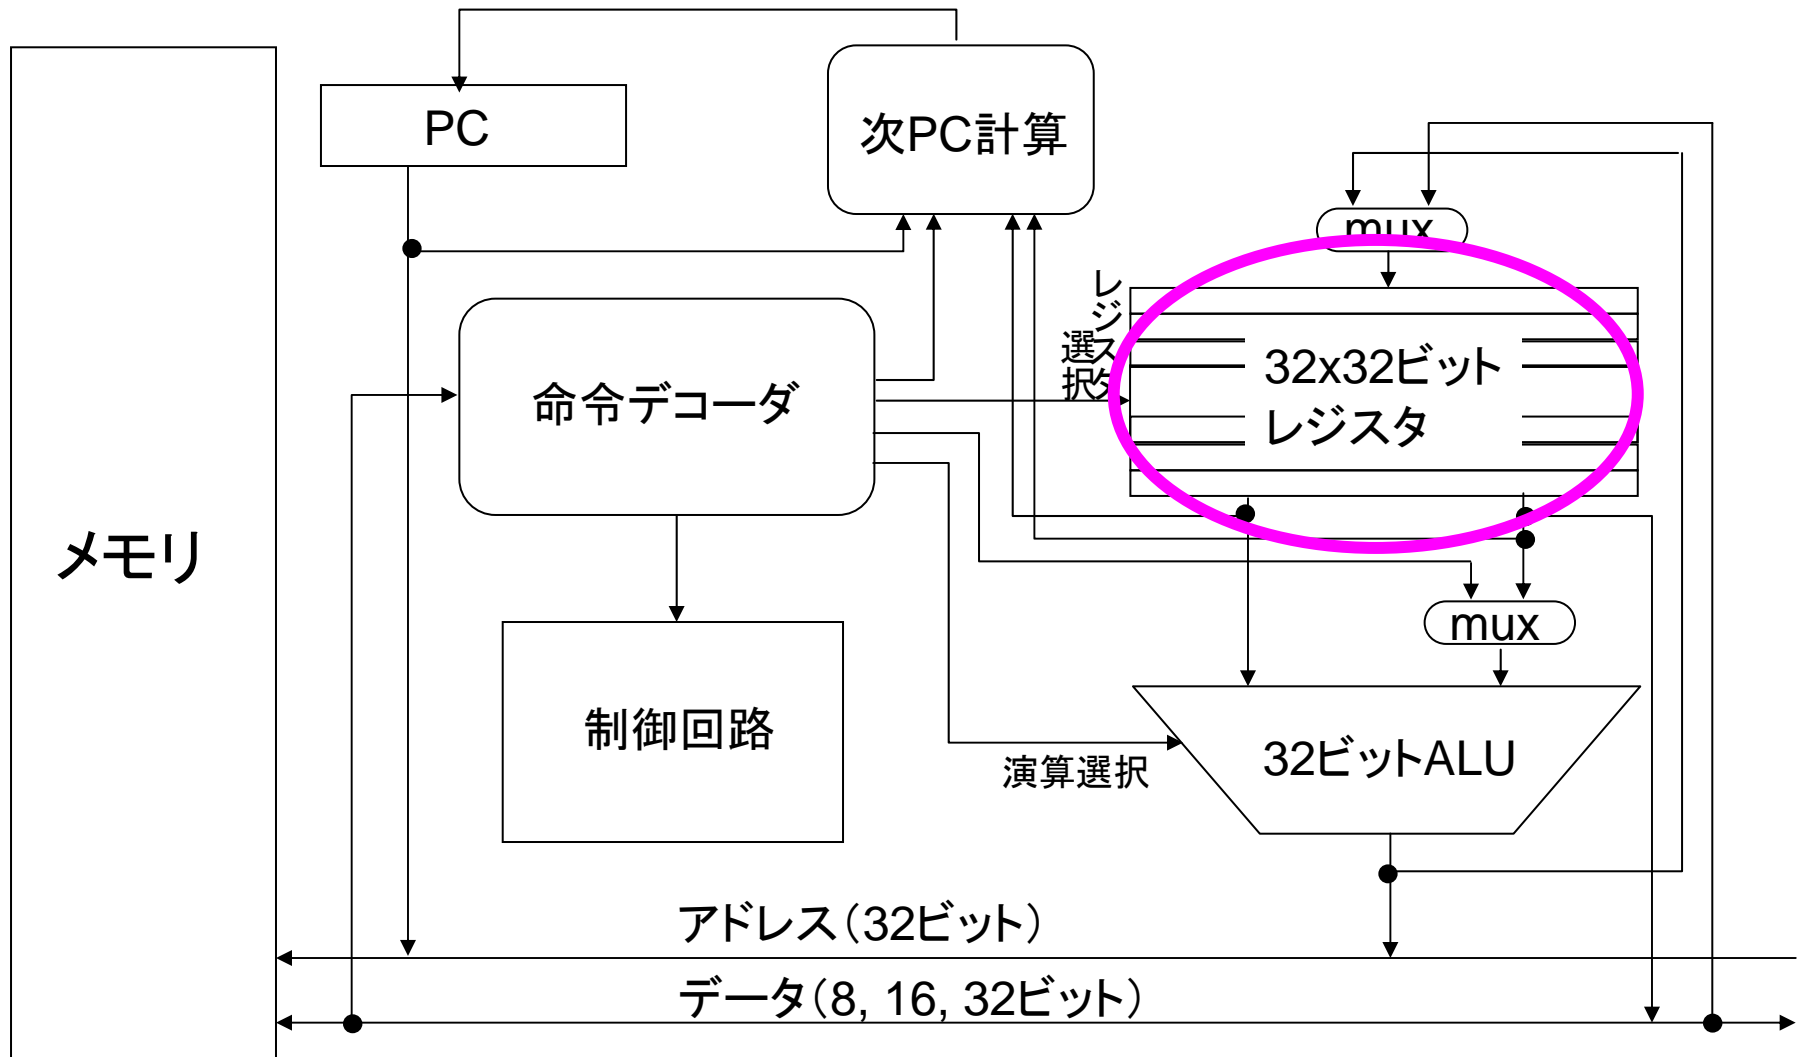 PC
次PC計算
mux
レジスタ
選択
32x32ビット
レジスタ
命令デコーダ
メモリ
mux
制御回路
32ビットALU
演算選択
アドレス（32ビット）
データ（8, 16, 32ビット）